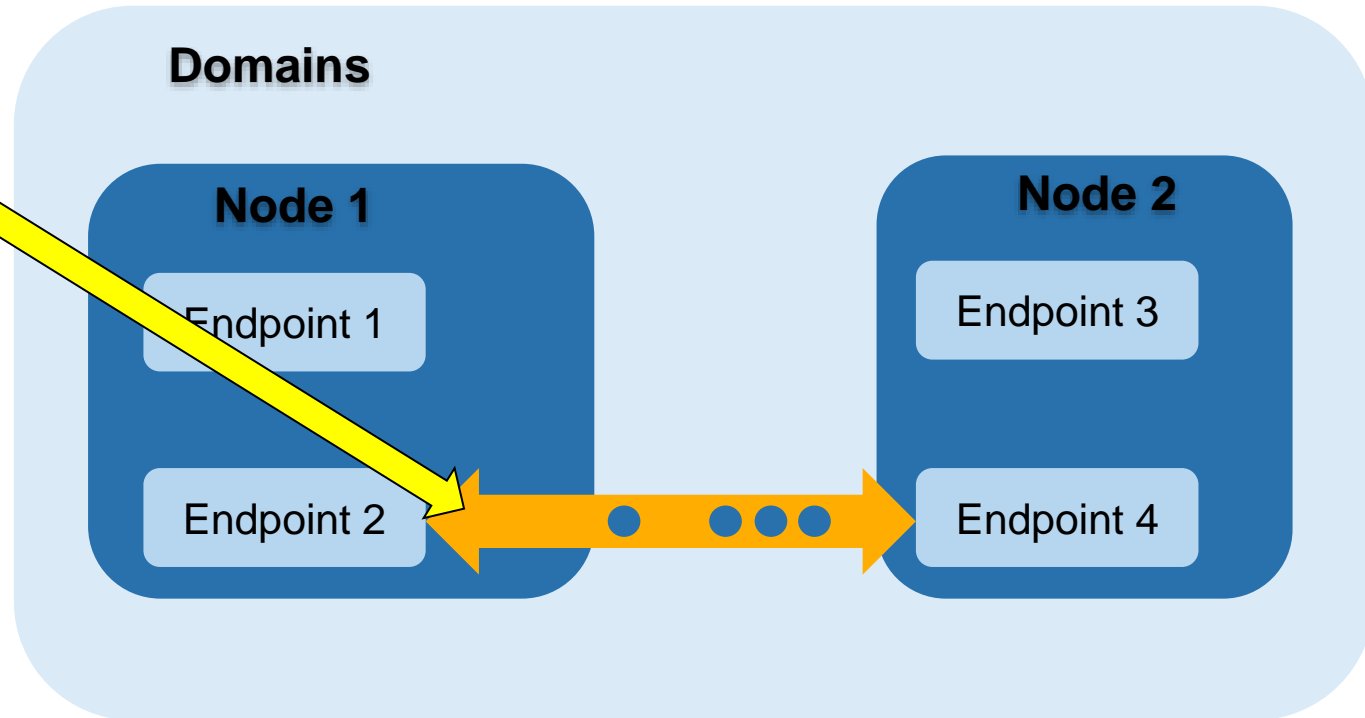 Domains
Node 1
Endpoint 1
Endpoint 2
Node 2
Endpoint 3
Endpoint 4